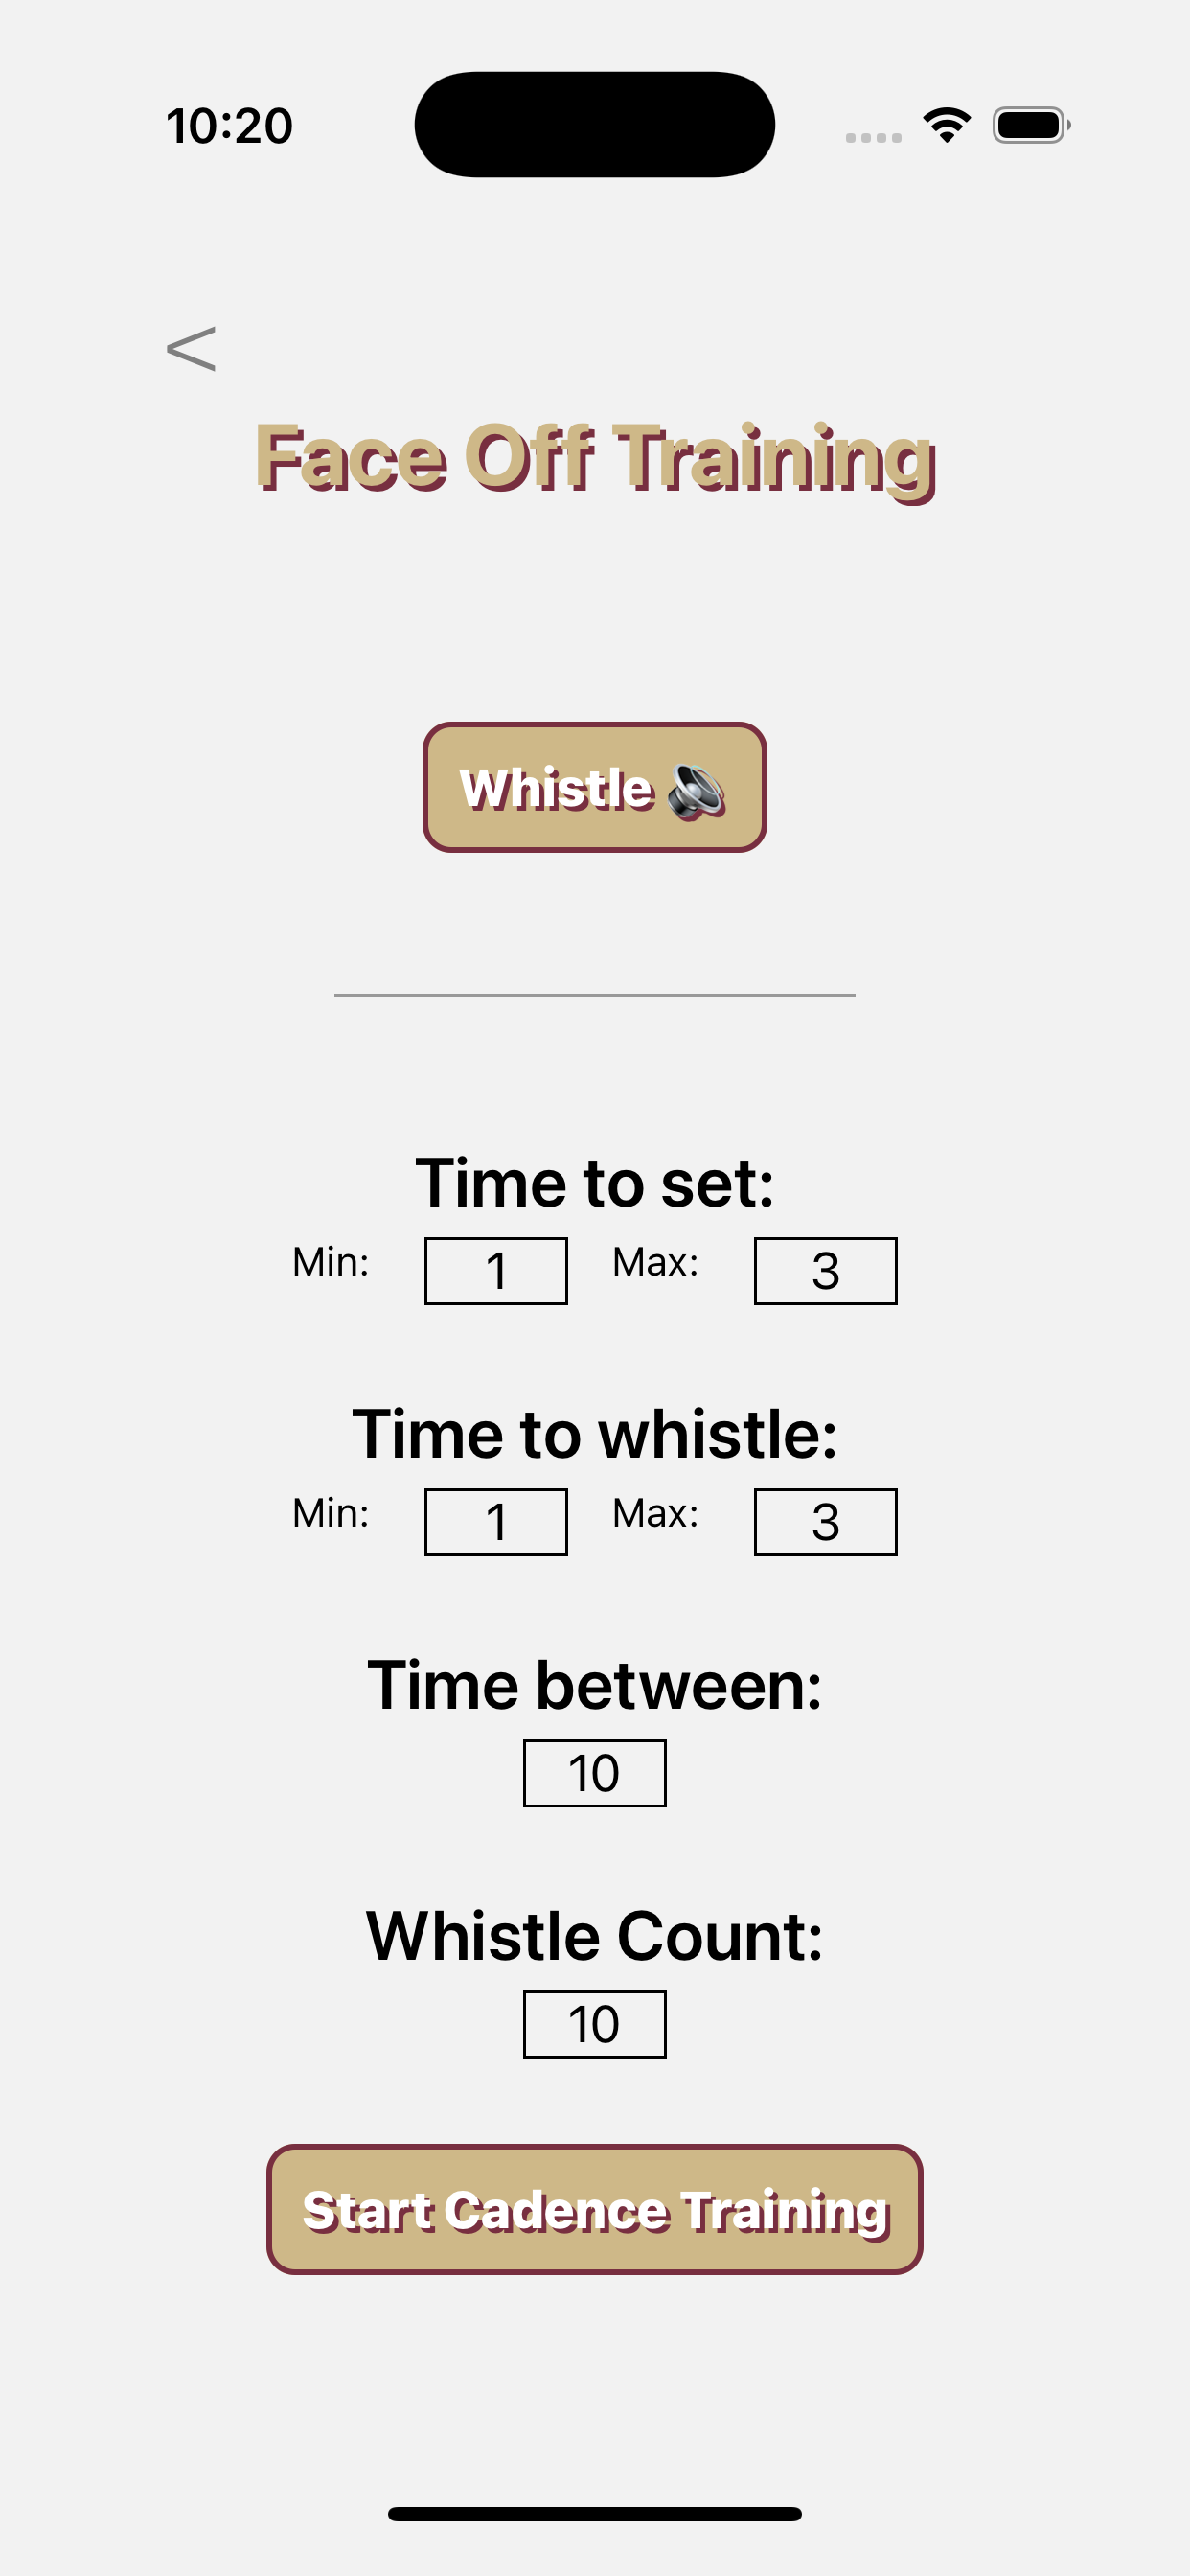 10:20
<
Face Off Training
Whistle 🔊
Time to set:
Min: 1 Max: 3
Time to whistle:
Min: 1 Max: 3
Time between:
10
Whistle Count:
10
Start Cadence Training